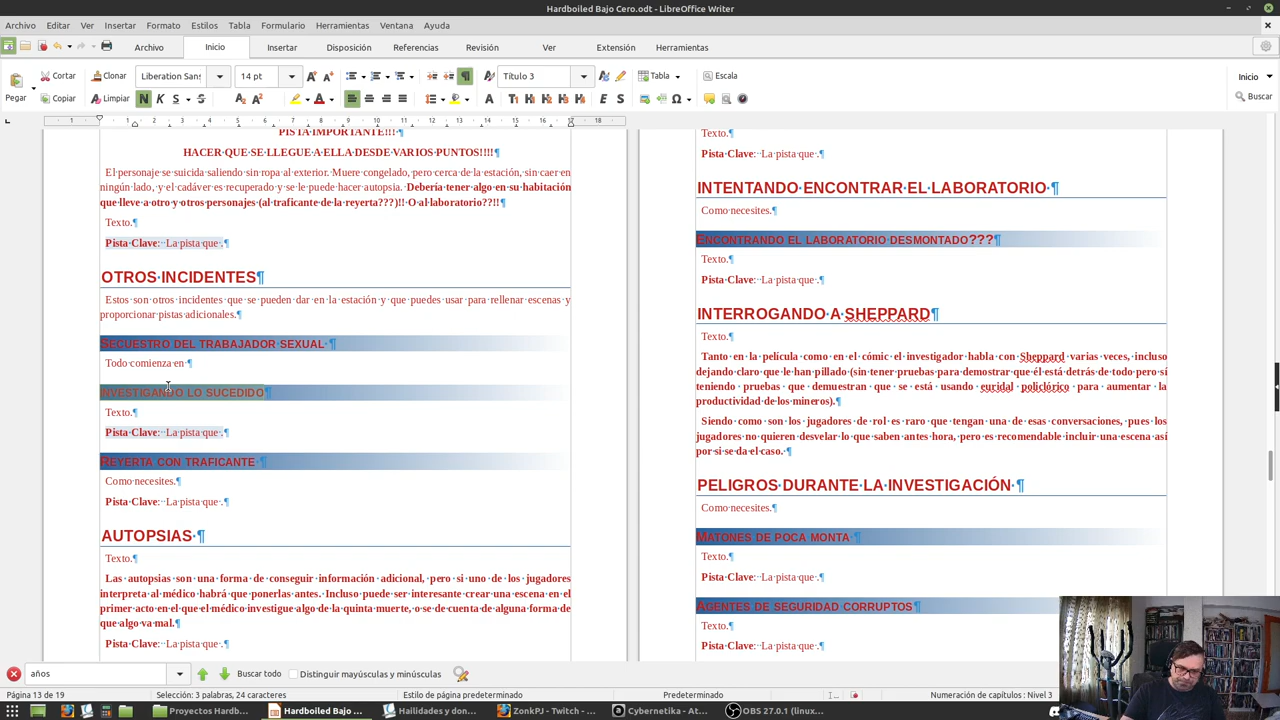 Hardboiled Bajo Cero.odt - LibreOffice Writer
Archivo Editar Ver Insertar Formato Estilos Tabla Formulario Herramientas Ventana Ayuda
Archivo Inicio Insertar Disposición Referencias Revisión Ver Extensión Herramientas
Cortar Clonar Liberation Sans 14 pt Título 3 Tabla Escala Inicio
Pegar Copiar Limpiar Buscar
PISTA IMPORTANTE!!! ¶
HACER QUE SE LLEGUE A ELLA DESDE VARIOS PUNTOS!!!!¶
El personaje se suicida saliendo sin ropa al exterior. Muere congelado, pero cerca de la estación, sin caer en
ningún lado, y el cadáver es recuperado y se le puede hacer autopsia. Debería tener algo en su habitación
que lleve a otro y otros personajes (al traficante de la reyerta???)!! O al laboratorio??!!¶
Texto.¶
Pista Clave: La pista que .¶
OTROS INCIDENTES¶
Estos son otros incidentes que se pueden dar en la estación y que puedes usar para rellenar escenas y
proporcionar pistas adicionales.¶
SECUESTRO DEL TRABAJADOR SEXUAL ¶
Todo comienza en ¶
INVESTIGANDO LO SUCEDIDO¶
Texto.¶
Pista Clave: La pista que .¶
REYERTA CON TRAFICANTE ¶
Como necesites.¶
Pista Clave: La pista que .¶
AUTOPSIAS ¶
Texto.¶
Las autopsias son una forma de conseguir información adicional, pero si uno de los jugadores
interpreta al médico habrá que ponerlas antes. Incluso puede ser interesante crear una escena en el
primer acto en el que el médico investigue algo de la quinta muerte, o se de cuenta de alguna forma de
que algo va mal.¶
Pista Clave: La pista que .¶
Texto.¶
Pista Clave: La pista que .¶
INTENTANDO ENCONTRAR EL LABORATORIO ¶
Como necesites.¶
ENCONTRANDO EL LABORATORIO DESMONTADO???¶
Texto.¶
Pista Clave: La pista que .¶
INTERROGANDO A SHEPPARD¶
Texto.¶
Tanto en la película como en el cómic el investigador habla con Sheppard varias veces, incluso
dejando claro que le han pillado (sin tener pruebas para demostrar que él está detrás de todo pero sí
teniendo pruebas que demuestran que se está usando euridal policlórico para aumentar la
productividad de los mineros).¶
Siendo como son los jugadores de rol es raro que tengan una de esas conversaciones, pues los
jugadores no quieren desvelar lo que saben antes hora, pero es recomendable incluir una escena así
por si se da el caso. ¶
PELIGROS DURANTE LA INVESTIGACIÓN ¶
Como necesites.¶
MATONES DE POCA MONTA ¶
Texto.¶
Pista Clave: La pista que .¶
AGENTES DE SEGURIDAD CORRUPTOS¶
Texto.¶
Pista Clave: La pista que .¶
años Buscar todo Distinguir mayúsculas y minúsculas
Página 13 de 19 Selección: 3 palabras, 24 caracteres Estilo de página predeterminado Predeterminado Numeración de capítulos : Nivel 3
Proyectos Hardb... Hardboiled Bajo ... Hailidades y don... ZonkPJ - Twitch - ... Cybernetika - At... OBS 27.0.1 (linux...